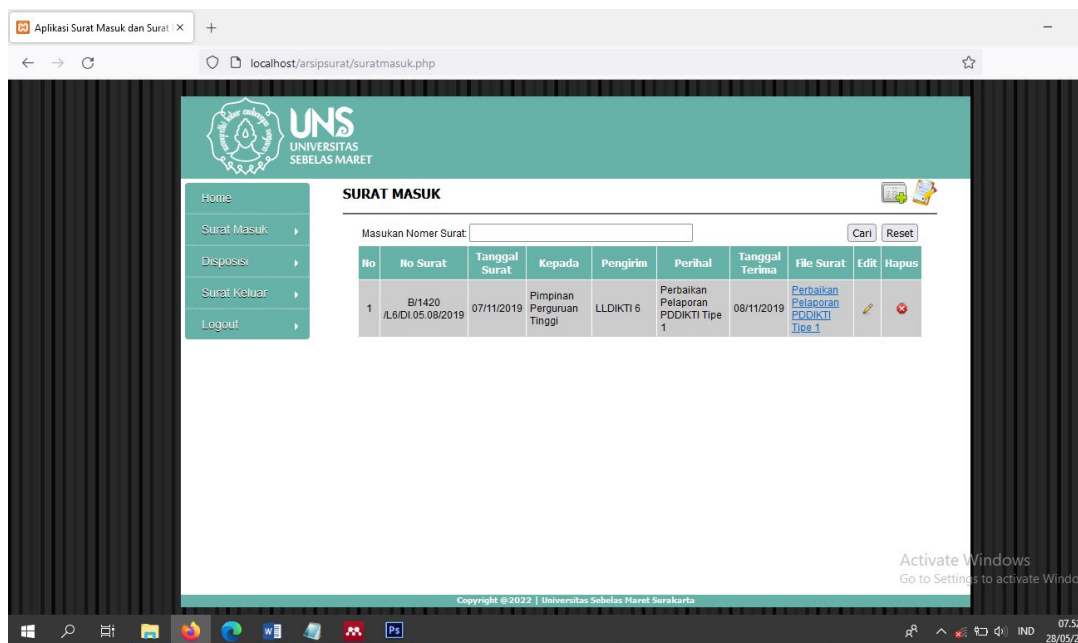 Aplikasi Surat Masuk dan Surat
localhost/arsipsurat/suratmasuk.php
UNS
UNIVERSITAS
SEBELAS MARET
Home
Surat Masuk
Disposisi
Surat Keluar
Logout
SURAT MASUK
Masukan Nomer Surat:
Cari
Reset
No
No Surat
Tanggal
Surat
Kepada
Pengirim
Perihal
Tanggal
Terima
File Surat
Edit
Hapus
1
B/1420
/L6/DI.05.08/2019
07/11/2019
Pimpinan
Perguruan
Tinggi
LLDIKTI 6
Perbaikan
Pelaporan
PDDIKTI Tipe
1
08/11/2019
Perbaikan
Pelaporan
PDDIKTI
Tipe 1
Activate Windows
Go to Settings to activate Windo
Copyright @2022 | Universitas Sebelas Maret Surakarta
Ps
IND
07.52
28/05/2